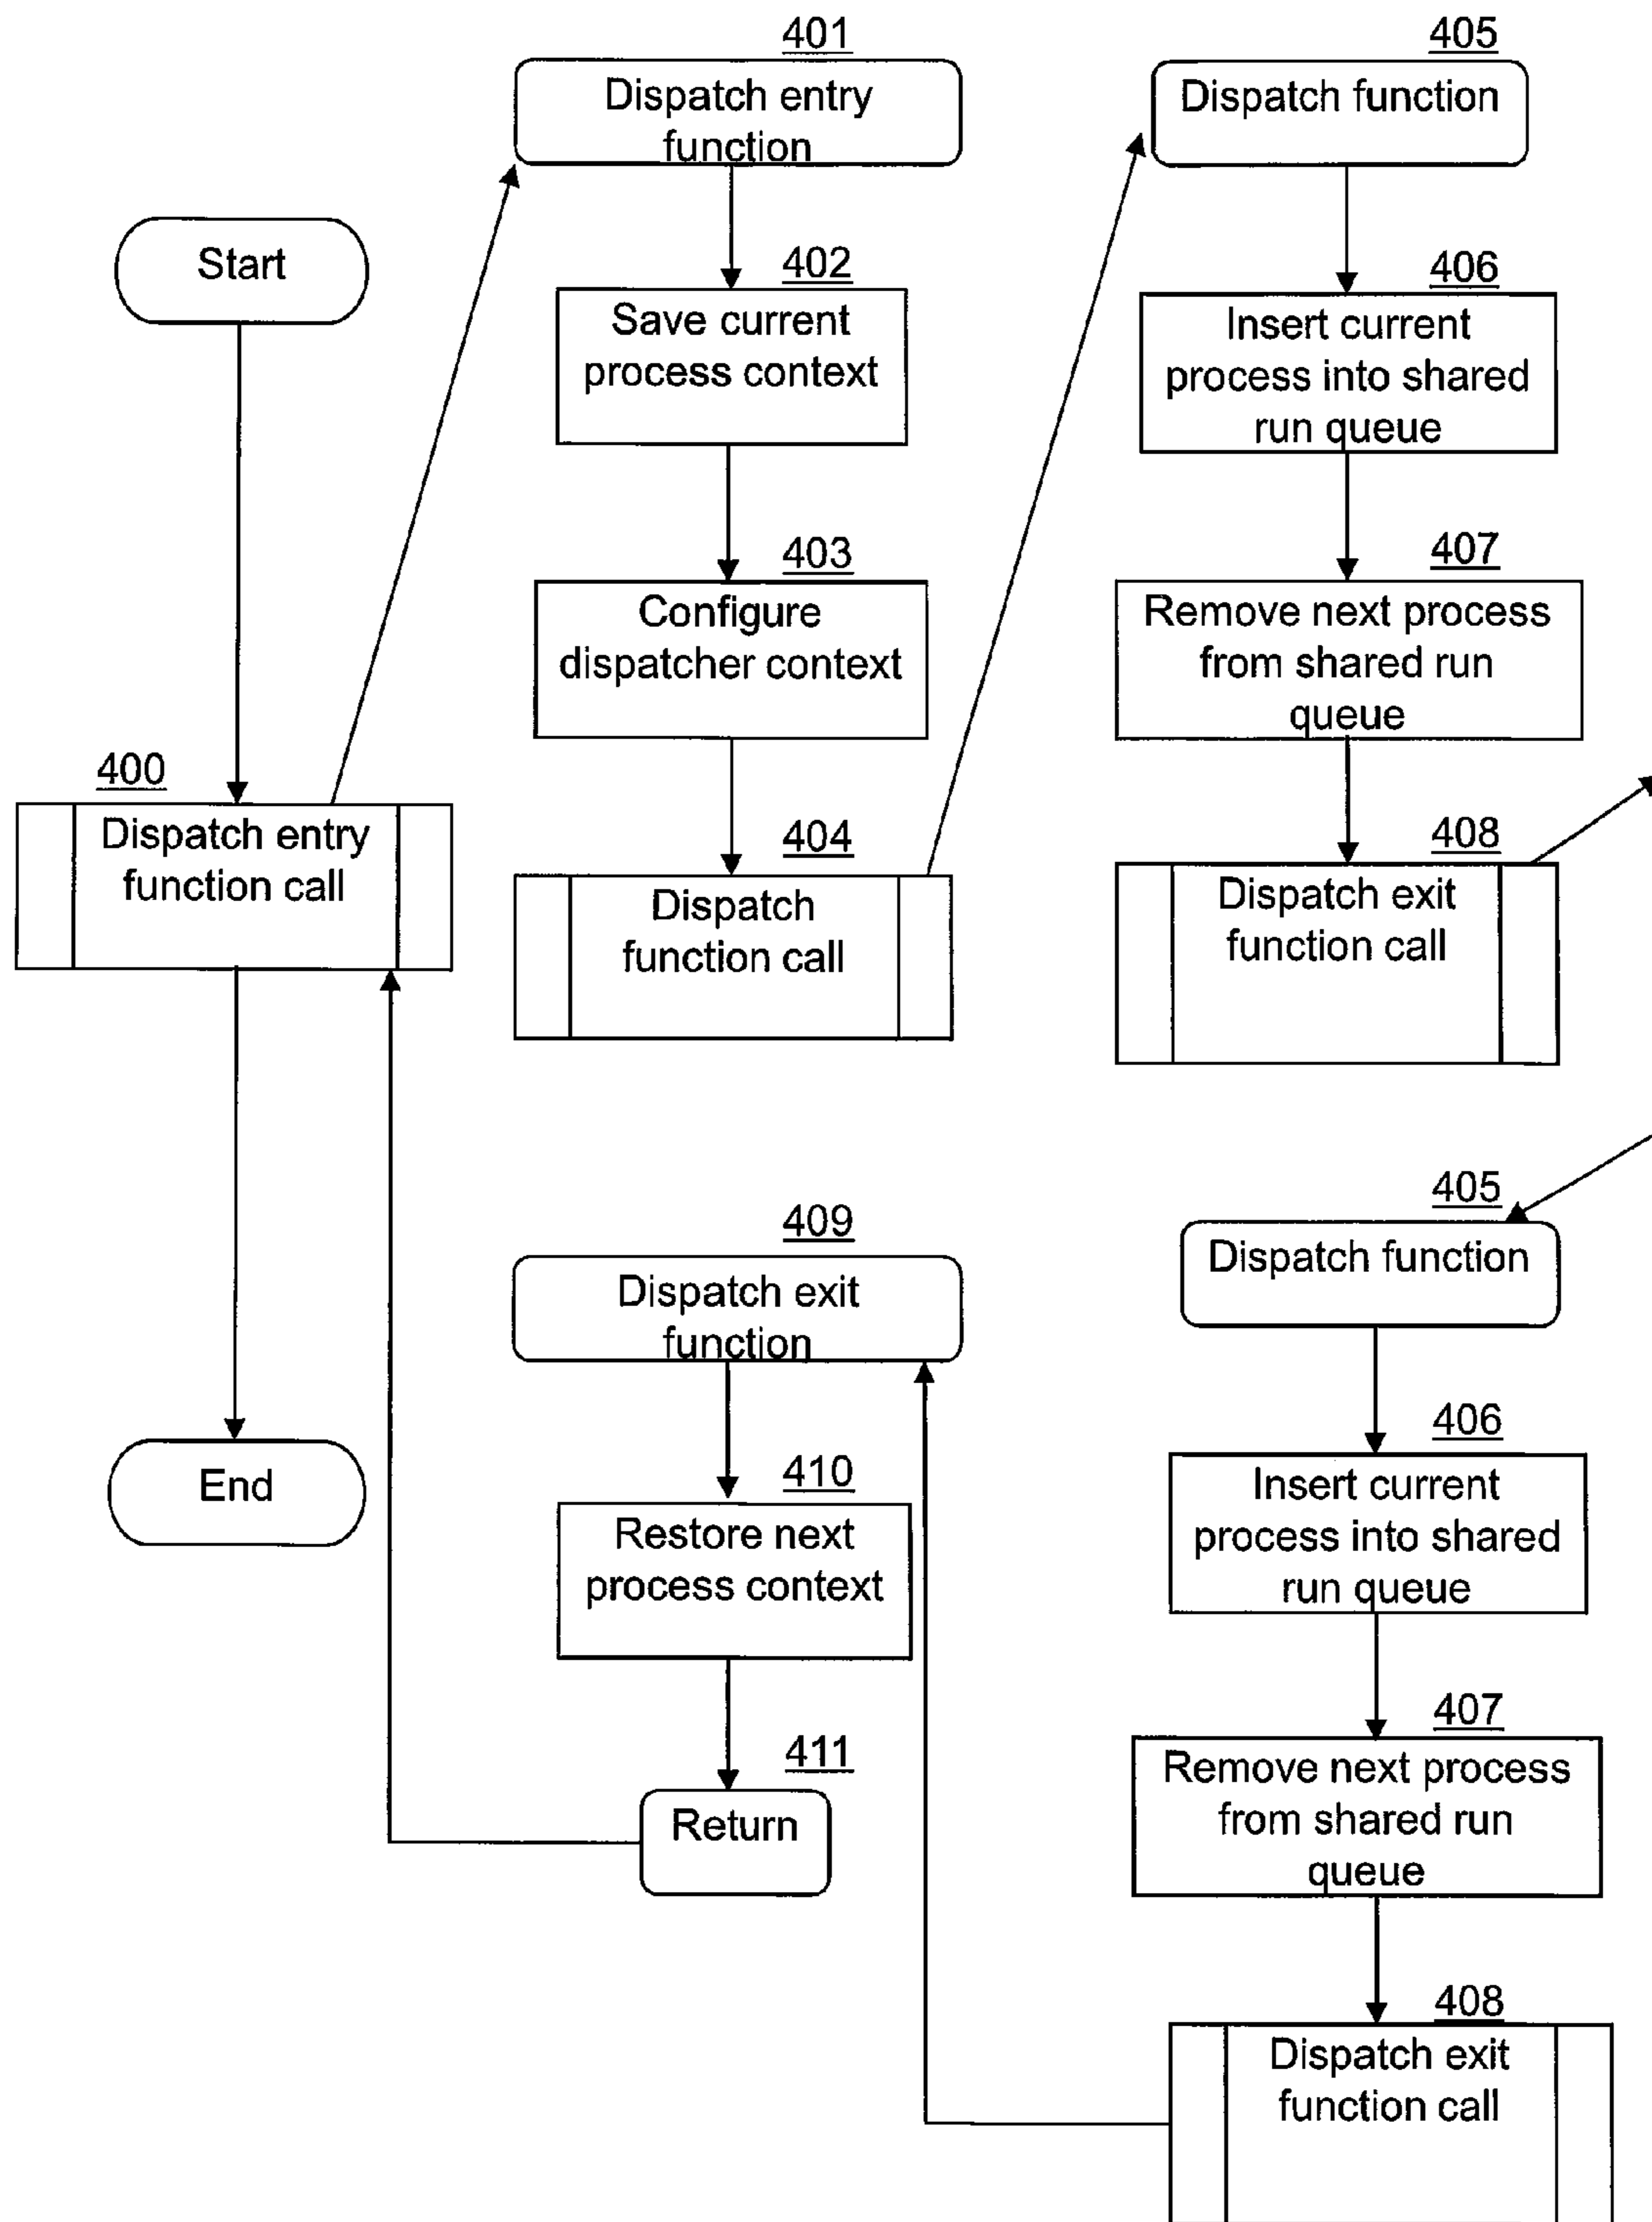 Start
400
Dispatch entry
function call
End
401
Dispatch entry
function
402
Save current
process context
403
Configure
dispatcher context
404
Dispatch
function call
405
Dispatch function
406
Insert current
process into shared
run queue
407
Remove next process
from shared run
queue
408
Dispatch exit
function call
409
Dispatch exit
function
410
Restore next
process context
411
Return
405
Dispatch function
406
Insert current
process into shared
run queue
407
Remove next process
from shared run
queue
408
Dispatch exit
function call